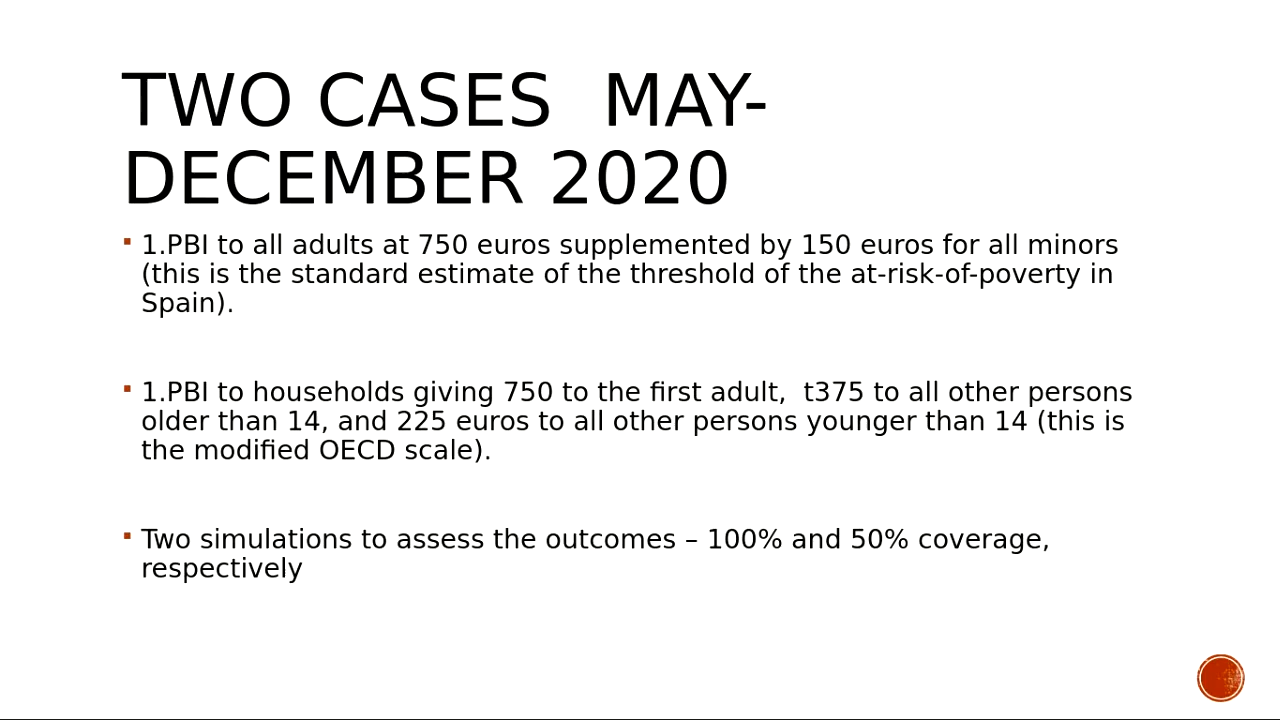 TWO CASES  MAY-
DECEMBER 2020
▪ 1.PBI to all adults at 750 euros supplemented by 150 euros for all minors
(this is the standard estimate of the threshold of the at-risk-of-poverty in
Spain).
▪ 1.PBI to households giving 750 to the first adult,  t375 to all other persons
older than 14, and 225 euros to all other persons younger than 14 (this is
the modified OECD scale).
▪ Two simulations to assess the outcomes – 100% and 50% coverage,
respectively